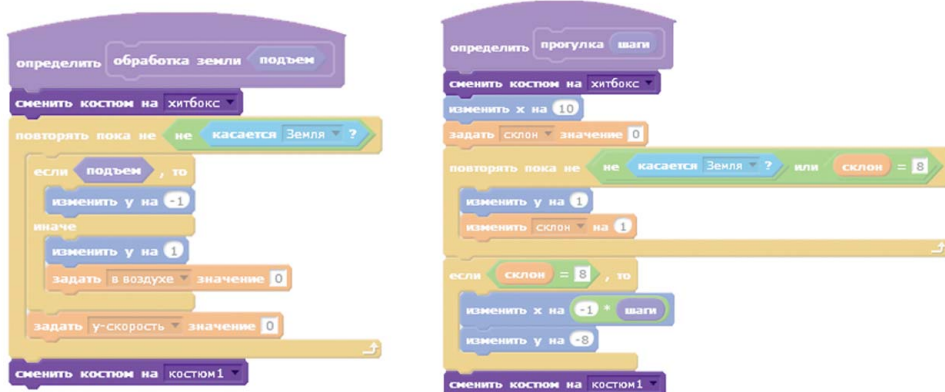 определить обработка земли подъем
сменить костюм на хитбокс
повторять пока не не касается Земля ?
если подъем , то
изменить y на -1
иначе
изменить y на 1
задать в воздухе значение 0
задать y-скорость значение 0
сменить костюм на костюм1
определить прогулка шаги
сменить костюм на хитбокс
изменить x на 10
задать склон значение 0
повторять пока не не касается Земля ? или склон = 8
изменить y на 1
изменить склон на 1
если склон = 8 , то
изменить x на -1 * шаги
изменить y на -8
сменить костюм на костюм1